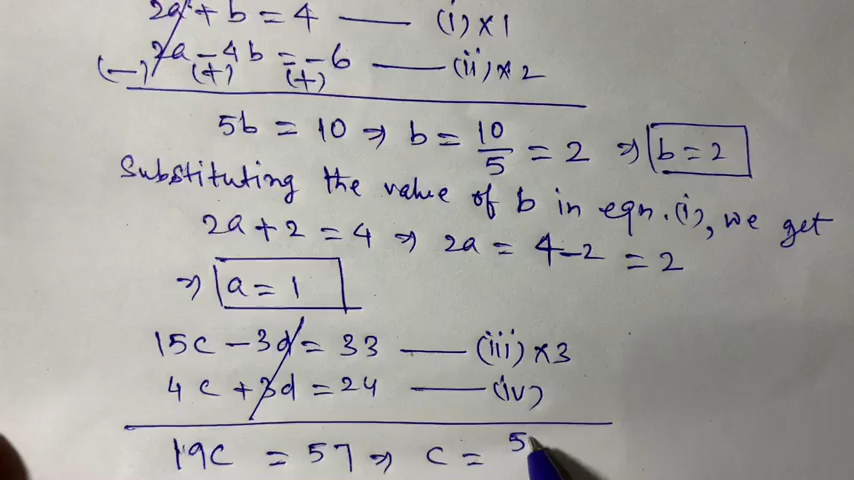 2a + b = 4 —— (i) × 1
2a - 4b = -6 —— (ii) × 2
(-) (+) (+)
5b = 10 ⇒ b = 10/5 = 2 ⇒ b = 2
Substituting the value of b in eqn. (i), we get
2a + 2 = 4 ⇒ 2a = 4 - 2 = 2
⇒ a = 1
15c - 3d = 33 —— (iii) × 3
4c + 3d = 24 —— (iv)
19c = 57 ⇒ c = 5